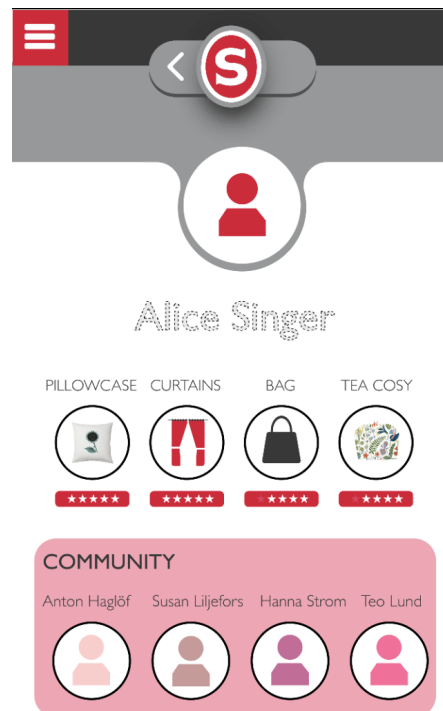 S
Alice Singer
PILLOWCASE CURTAINS BAG TEA COSY
COMMUNITY
Anton Haglöf Susan Liljefors Hanna Strom Teo Lund